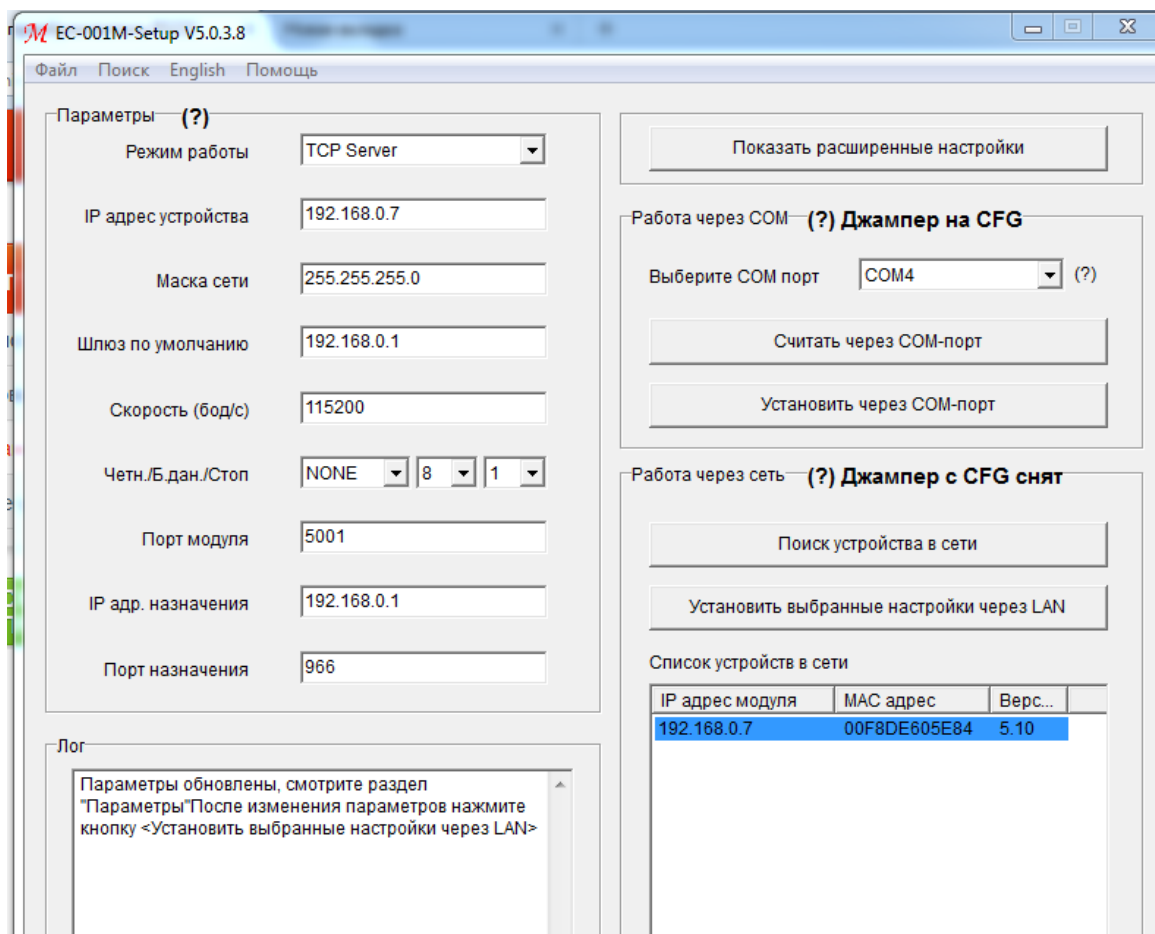 EC-001M-Setup V5.0.3.8
Файл Поиск English Помощь
Параметры (?)
Режим работы TCP Server
IP адрес устройства 192.168.0.7
Маска сети 255.255.255.0
Шлюз по умолчанию 192.168.0.1
Скорость (бод/с) 115200
Четн./Б.дан./Стоп NONE 8 1
Порт модуля 5001
IP адр. назначения 192.168.0.1
Порт назначения 966
Лог
Параметры обновлены, смотрите раздел
"Параметры"После изменения параметров нажмите
кнопку <Установить выбранные настройки через LAN>
Показать расширенные настройки
Работа через COM (?) Джампер на CFG
Выберите COM порт COM4 (?)
Считать через COM-порт
Установить через COM-порт
Работа через сеть (?) Джампер с CFG снят
Поиск устройства в сети
Установить выбранные настройки через LAN
Список устройств в сети
IP адрес модуля MAC адрес Верс...
192.168.0.7 00F8DE605E84 5.10